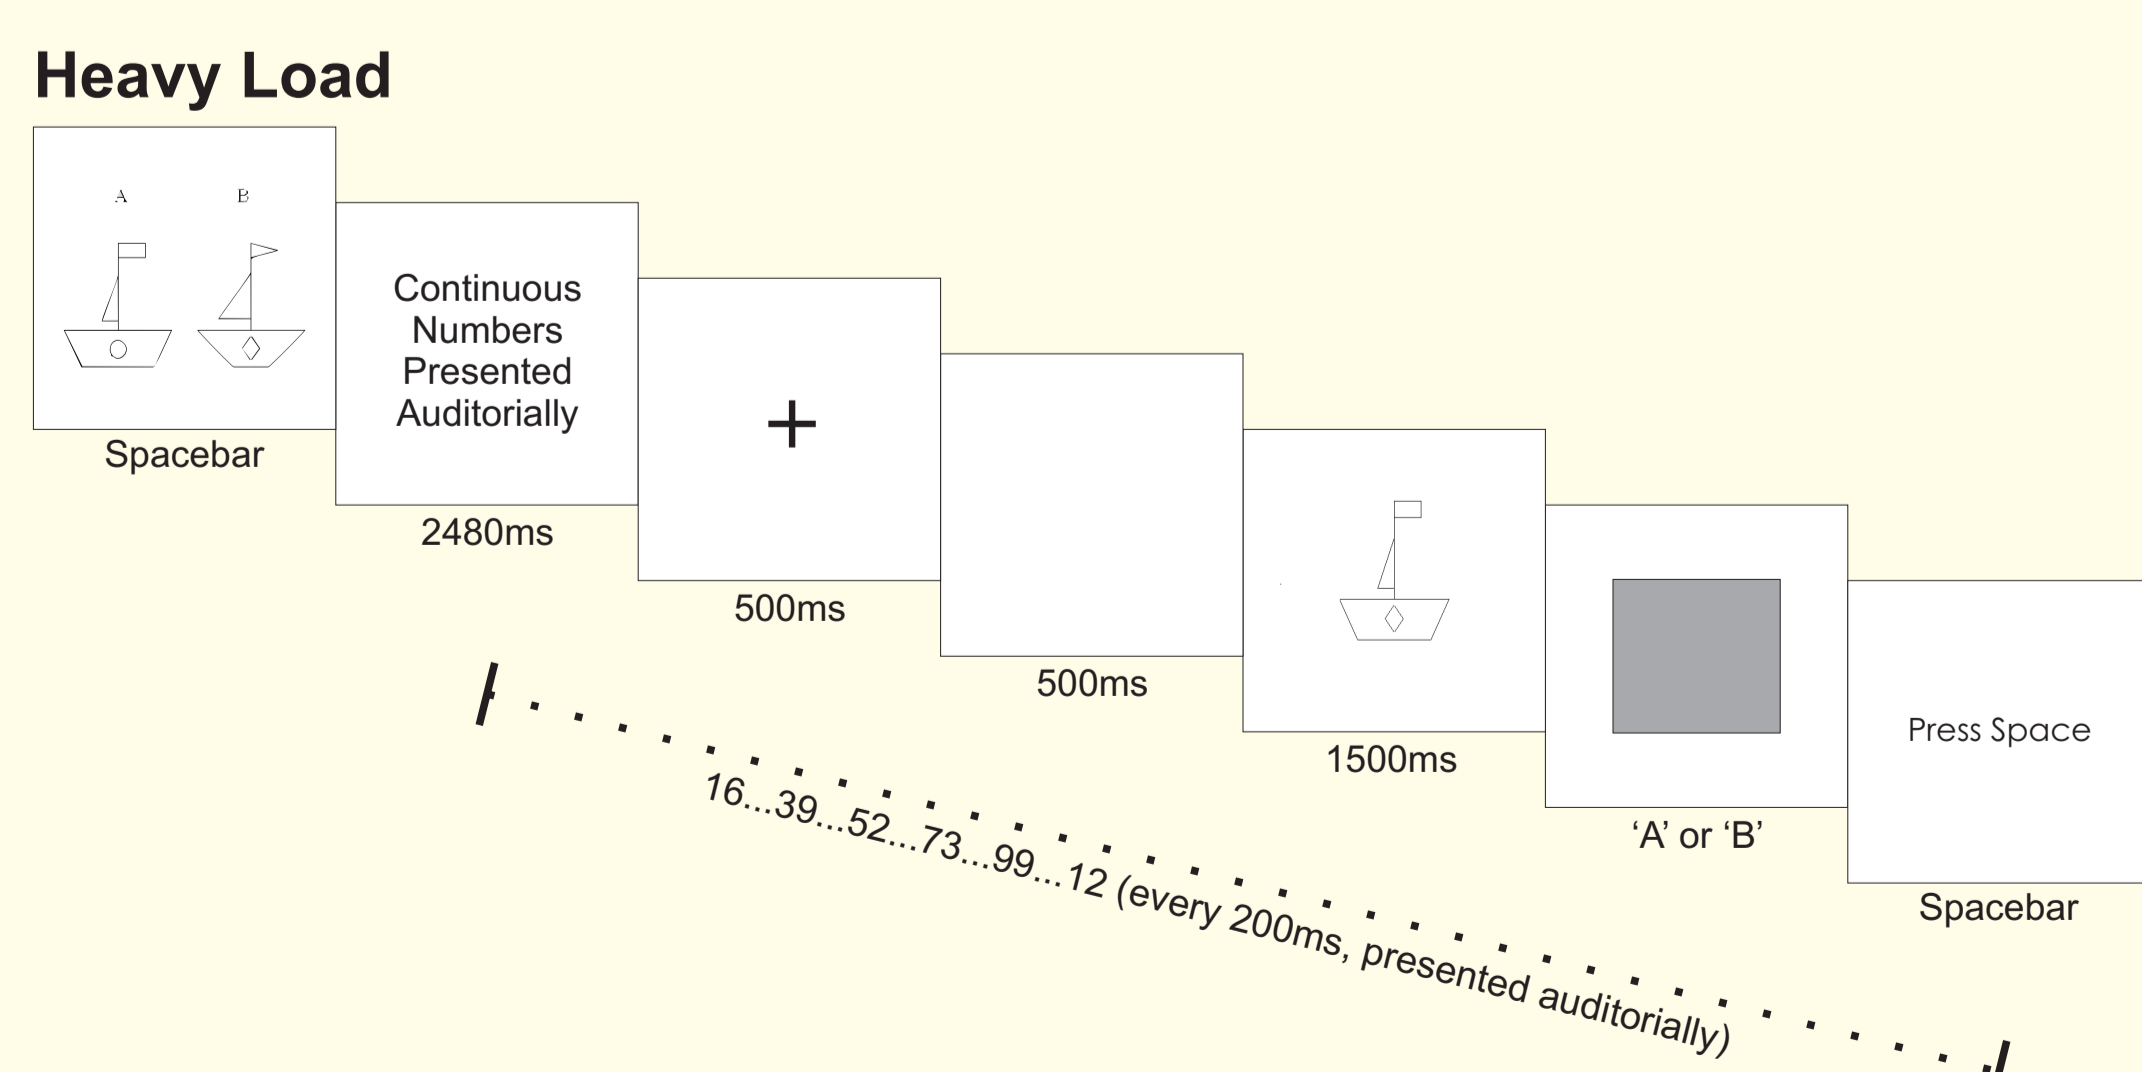 Heavy Load
A B
Spacebar
Continuous
Numbers
Presented
Auditorially
2480ms
+
500ms
500ms
1500ms
‘A’ or ‘B’
Press Space
Spacebar
16...39...52...73...99...12 (every 200ms, presented auditorially)